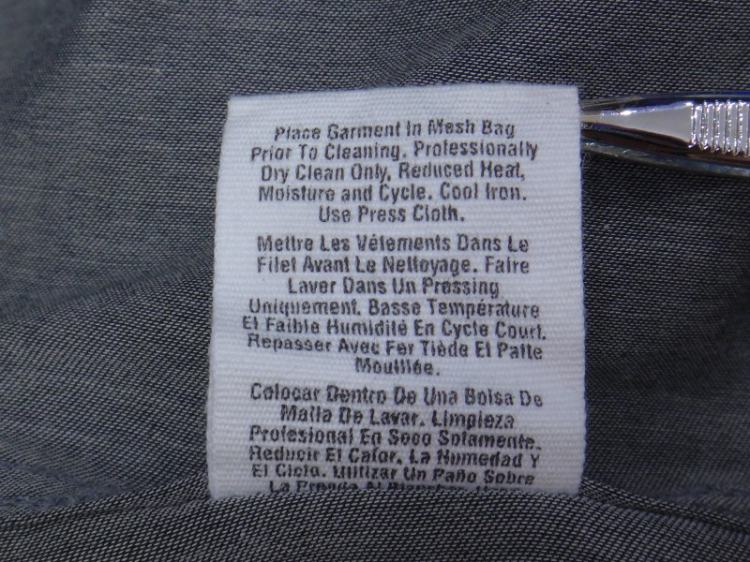 Place Garment In Mesh Bag
Prior To Cleaning. Professionally
Dry Clean Only, Reduced Heat,
Moisture and Cycle. Cool Iron.
Use Press Cloth.
Mettre Les Vétements Dans Le
Filet Avant Le Nettoyage. Faire
Laver Dans Un Pressing
Uniquement. Basse Température
Et Faible Humidité En Cycle Court.
Repasser Avec Fer Tiède Et Patte
Mouillée.
Colocar Dentro De Una Bolsa De
Malla De Lavar. Limpieza
Profesional En Seco Solamente.
Reducir El Calor, La Humedad Y
El Ciclo. Utilizar Un Paño Sobre
La Prenda Al